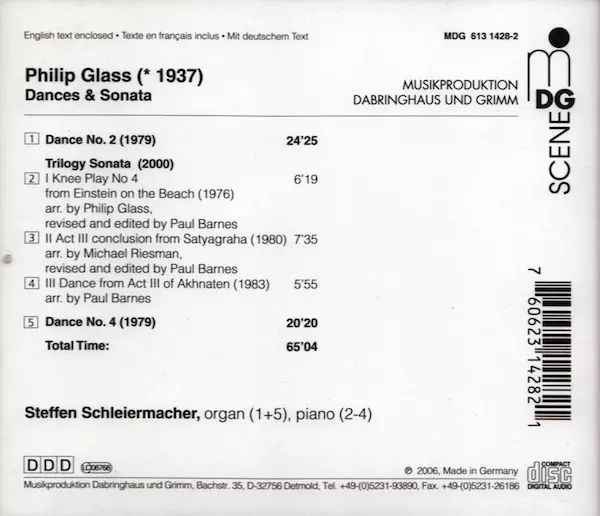 English text enclosed • Texte en français inclus • Mit deutschem Text
MDG 613 1428-2
Philip Glass (* 1937)
Dances & Sonata
MUSIKPRODUKTION
DABRINGHAUS UND GRIMM
mDG
SCENE
1 Dance No. 2 (1979) 24'25
Trilogy Sonata (2000)
2 I Knee Play No 4 6'19
from Einstein on the Beach (1976)
arr. by Philip Glass,
revised and edited by Paul Barnes
3 II Act III conclusion from Satyagraha (1980) 7'35
arr. by Michael Riesman,
revised and edited by Paul Barnes
4 III Dance from Act III of Akhnaten (1983) 5'55
arr. by Paul Barnes
5 Dance No. 4 (1979) 20'20
Total Time: 65'04
7 60623 14282 1
Steffen Schleiermacher, organ (1+5), piano (2-4)
DDD
LC06768
℗ 2006, Made in Germany
COMPACT
disc
DIGITAL AUDIO
Musikproduktion Dabringhaus und Grimm, Bachstr. 35, D-32756 Detmold, Tel. +49-(0)5231-93890, Fax. +49-(0)5231-26186